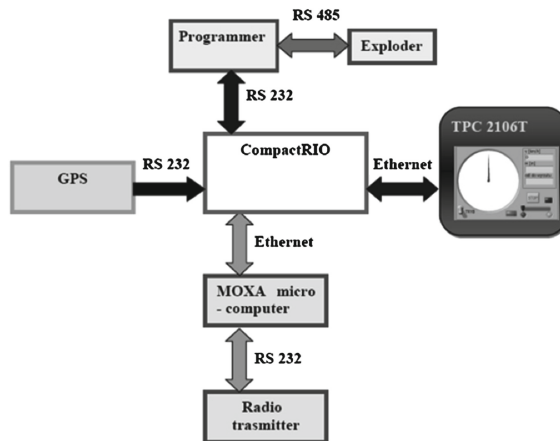 RS 485
Programmer
Exploder
RS 232
TPC 2106T
CompactRIO
Ethernet
RS 232
GPS
Ethernet
MOXA micro
- computer
RS 232
Radio
trasmitter